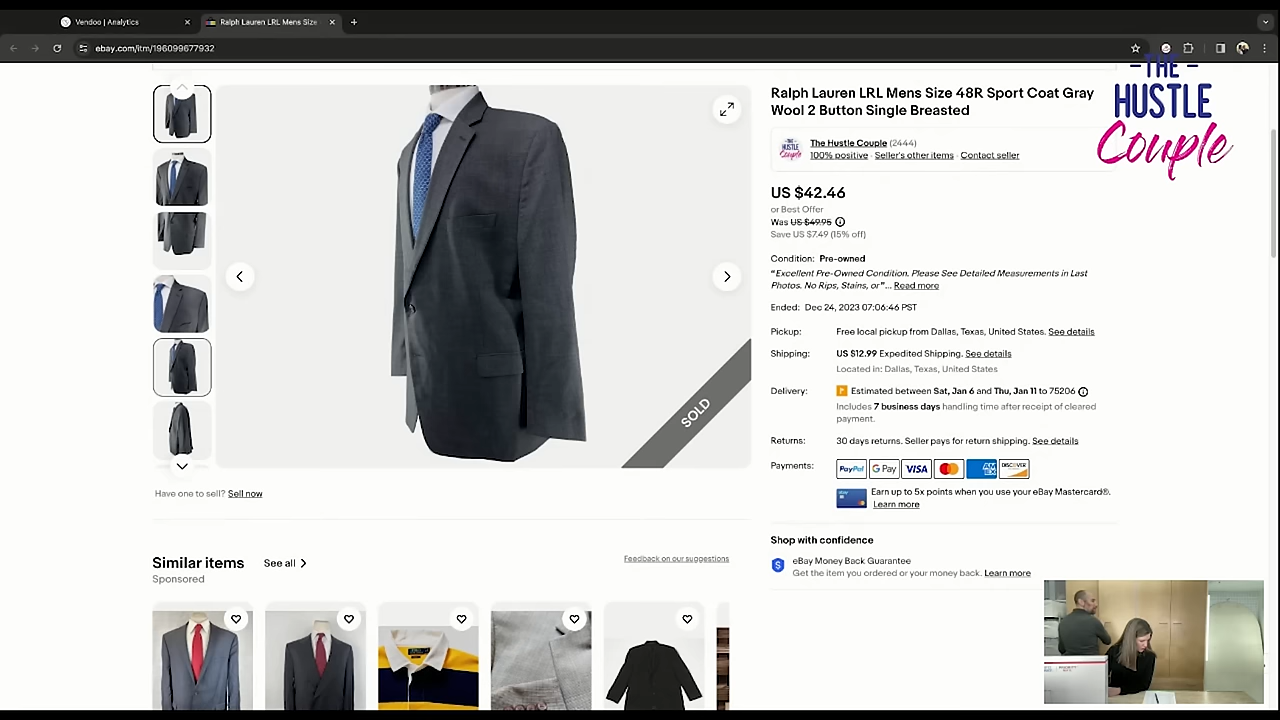 Vendoo | Analytics
Ralph Lauren LRL Mens Size
ebay.com/itm/196099677932
-THE-
HUSTLE
Couple
Ralph Lauren LRL Mens Size 48R Sport Coat Gray
Wool 2 Button Single Breasted
The Hustle Couple (2444)
100% positive · Seller's other items · Contact seller
US $42.46
or Best Offer
Was US $49.95
Save US $7.49 (15% off)
Condition: Pre-owned
"Excellent Pre-Owned Condition. Please See Detailed Measurements in Last
Photos. No Rips, Stains, or"... Read more
Ended: Dec 24, 2023 07:06:46 PST
Pickup: Free local pickup from Dallas, Texas, United States. See details
Shipping: US $12.99 Expedited Shipping. See details
Located in: Dallas, Texas, United States
Delivery: Estimated between Sat, Jan 6 and Thu, Jan 11 to 75206
Includes 7 business days handling time after receipt of cleared
payment.
Returns: 30 days returns. Seller pays for return shipping. See details
Payments: PayPal G Pay VISA MasterCard AMEX DISCOVER
Earn up to 5x points when you use your eBay Mastercard®.
Learn more
Shop with confidence
eBay Money Back Guarantee
Get the item you ordered or your money back. Learn more
SOLD
Have one to sell? Sell now
Similar items See all
Feedback on our suggestions
Sponsored